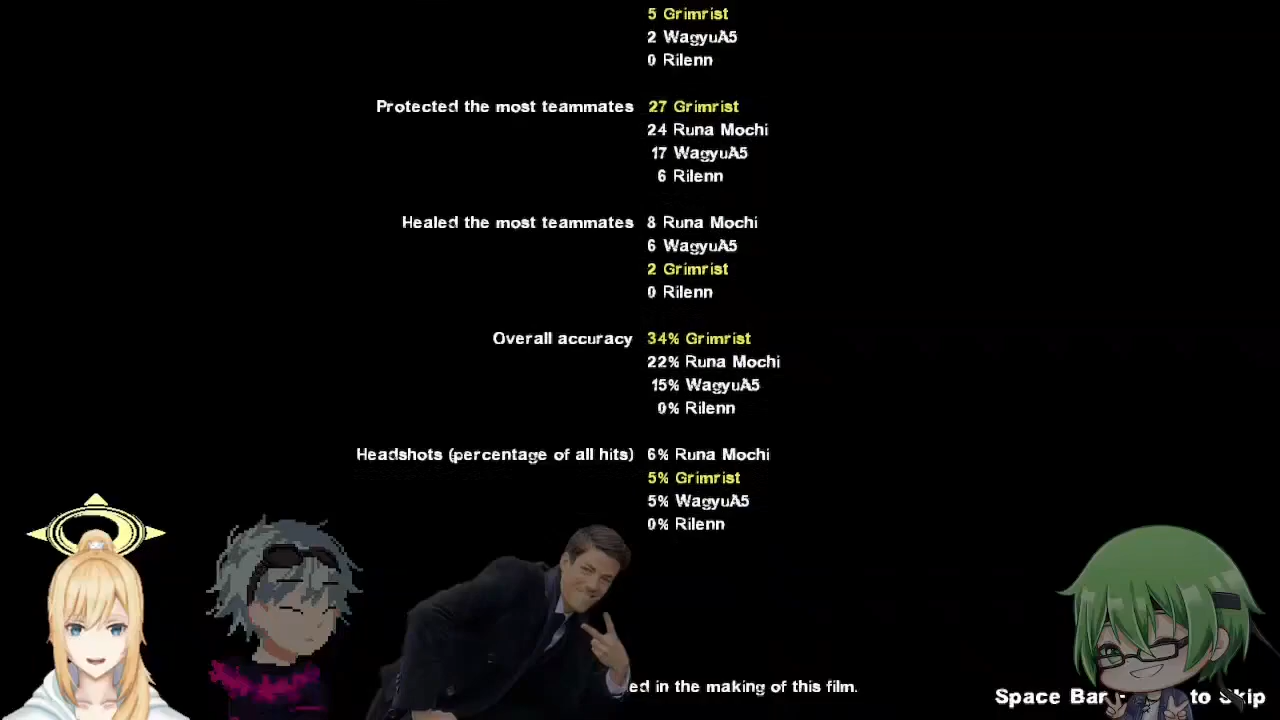 5 Grimrist
2 WagyuA5
0 Rilenn
Protected the most teammates 27 Grimrist
24 Runa Mochi
17 WagyuA5
6 Rilenn
Healed the most teammates 8 Runa Mochi
6 WagyuA5
2 Grimrist
0 Rilenn
Overall accuracy 34% Grimrist
22% Runa Mochi
15% WagyuA5
0% Rilenn
Headshots (percentage of all hits) 6% Runa Mochi
5% Grimrist
5% WagyuA5
0% Rilenn
ed in the making of this film.
Space Bar to Skip